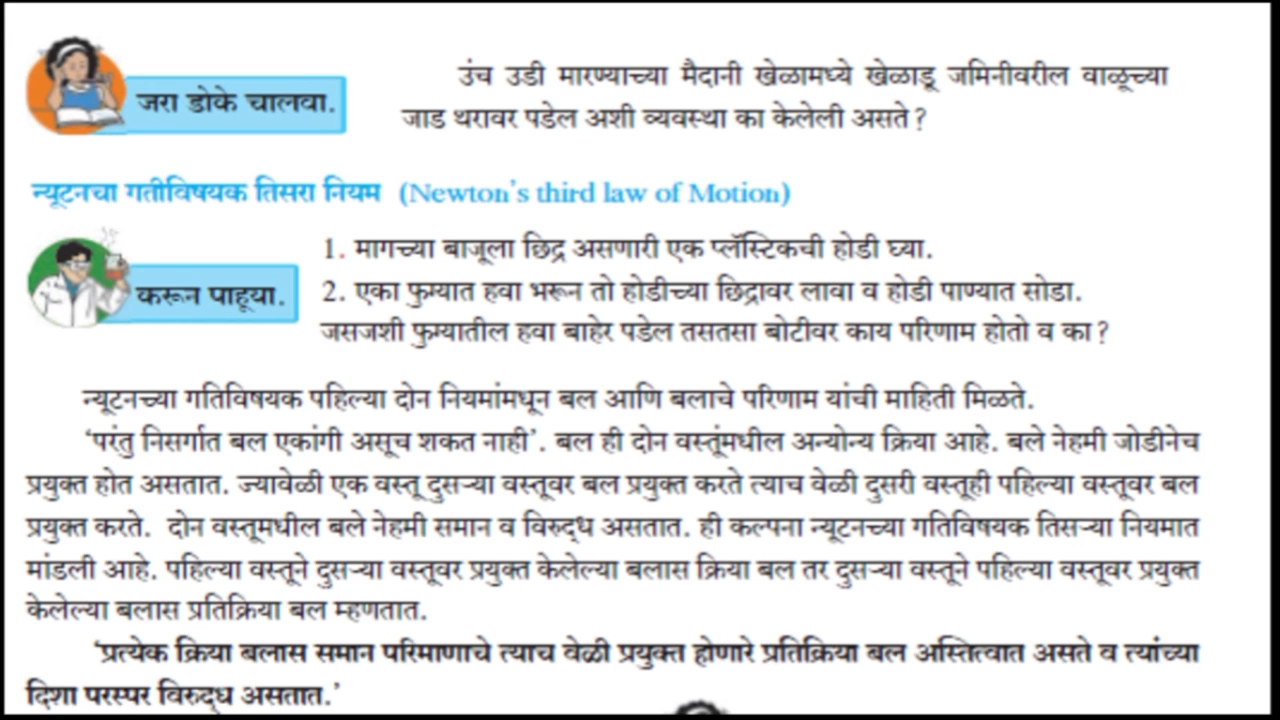 जरा डोके चालवा.
उंच उडी मारण्याच्या मैदानी खेळामध्ये खेळाडू जमिनीवरील वाळूच्या
जाड थरावर पडेल अशी व्यवस्था का केलेली असते ?
न्यूटनचा गतीविषयक तिसरा नियम (Newton's third law of Motion)
करून पाहूया.
1. मागच्या बाजूला छिद्र असणारी एक प्लॅस्टिकची होडी घ्या.
2. एका फुग्यात हवा भरून तो होडीच्या छिद्रावर लावा व होडी पाण्यात सोडा.
जसजशी फुग्यातील हवा बाहेर पडेल तसतसा बोटीवर काय परिणाम होतो व का ?
न्यूटनच्या गतिविषयक पहिल्या दोन नियमांमधून बल आणि बलाचे परिणाम यांची माहिती मिळते.
'परंतु निसर्गात बल एकांगी असूच शकत नाही'. बल ही दोन वस्तूंमधील अन्योन्य क्रिया आहे. बले नेहमी जोडीनेच
प्रयुक्त होत असतात. ज्यावेळी एक वस्तू दुसऱ्या वस्तूवर बल प्रयुक्त करते त्याच वेळी दुसरी वस्तूही पहिल्या वस्तूवर बल
प्रयुक्त करते. दोन वस्तूमधील बले नेहमी समान व विरुद्ध असतात. ही कल्पना न्यूटनच्या गतिविषयक तिसऱ्या नियमात
मांडली आहे. पहिल्या वस्तूने दुसऱ्या वस्तूवर प्रयुक्त केलेल्या बलास क्रिया बल तर दुसऱ्या वस्तूने पहिल्या वस्तूवर प्रयुक्त
केलेल्या बलास प्रतिक्रिया बल म्हणतात.
'प्रत्येक क्रिया बलास समान परिमाणाचे त्याच वेळी प्रयुक्त होणारे प्रतिक्रिया बल अस्तित्वात असते व त्यांच्या
दिशा परस्पर विरुद्ध असतात.'